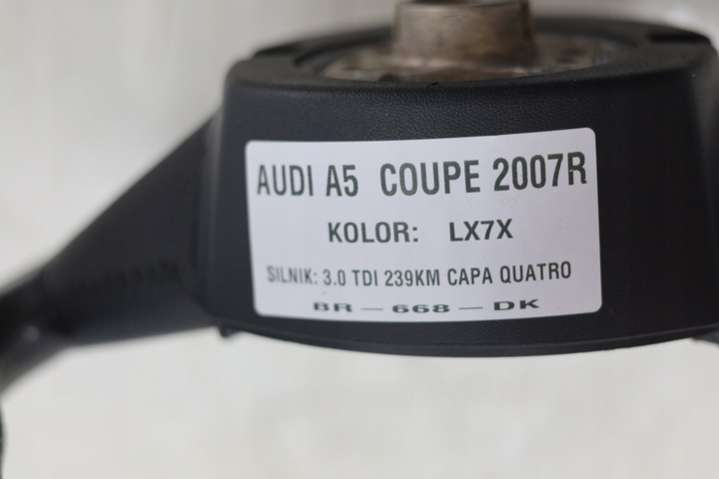 AUDI A5 COUPE 2007R
KOLOR: LX7X
SILNIK: 3.0 TDI 239KM CAPA QUATRO
BR - 668 - DK